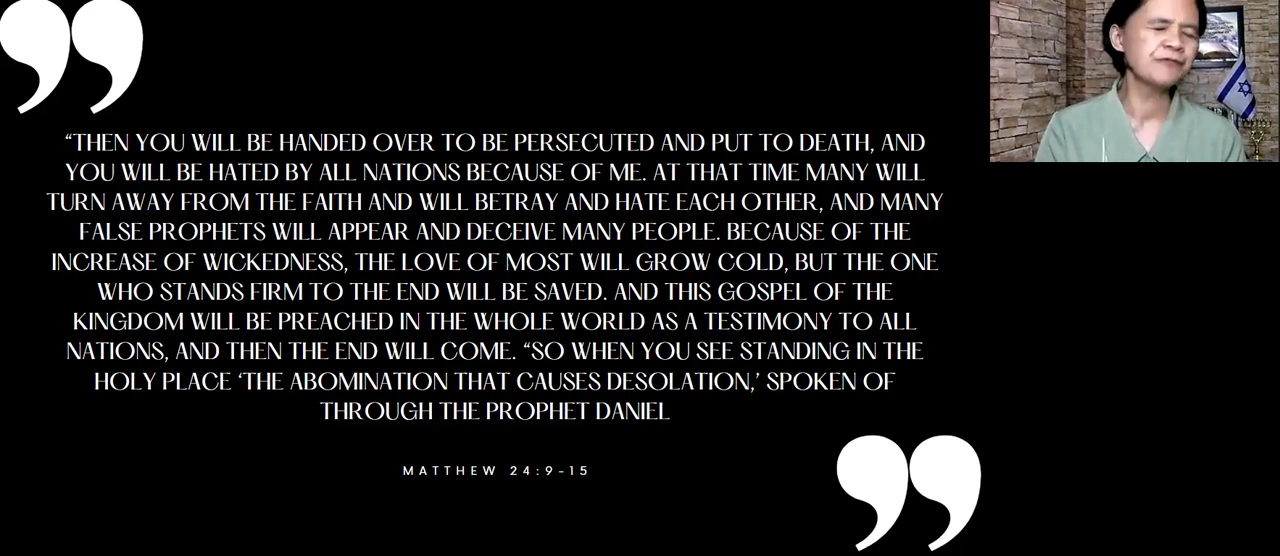 “THEN YOU WILL BE HANDED OVER TO BE PERSECUTED AND PUT TO DEATH, AND
YOU WILL BE HATED BY ALL NATIONS BECAUSE OF ME. AT THAT TIME MANY WILL
TURN AWAY FROM THE FAITH AND WILL BETRAY AND HATE EACH OTHER, AND MANY
FALSE PROPHETS WILL APPEAR AND DECEIVE MANY PEOPLE. BECAUSE OF THE
INCREASE OF WICKEDNESS, THE LOVE OF MOST WILL GROW COLD, BUT THE ONE
WHO STANDS FIRM TO THE END WILL BE SAVED. AND THIS GOSPEL OF THE
KINGDOM WILL BE PREACHED IN THE WHOLE WORLD AS A TESTIMONY TO ALL
NATIONS, AND THEN THE END WILL COME. “SO WHEN YOU SEE STANDING IN THE
HOLY PLACE ‘THE ABOMINATION THAT CAUSES DESOLATION,’ SPOKEN OF
THROUGH THE PROPHET DANIEL
MATTHEW 24:9-15